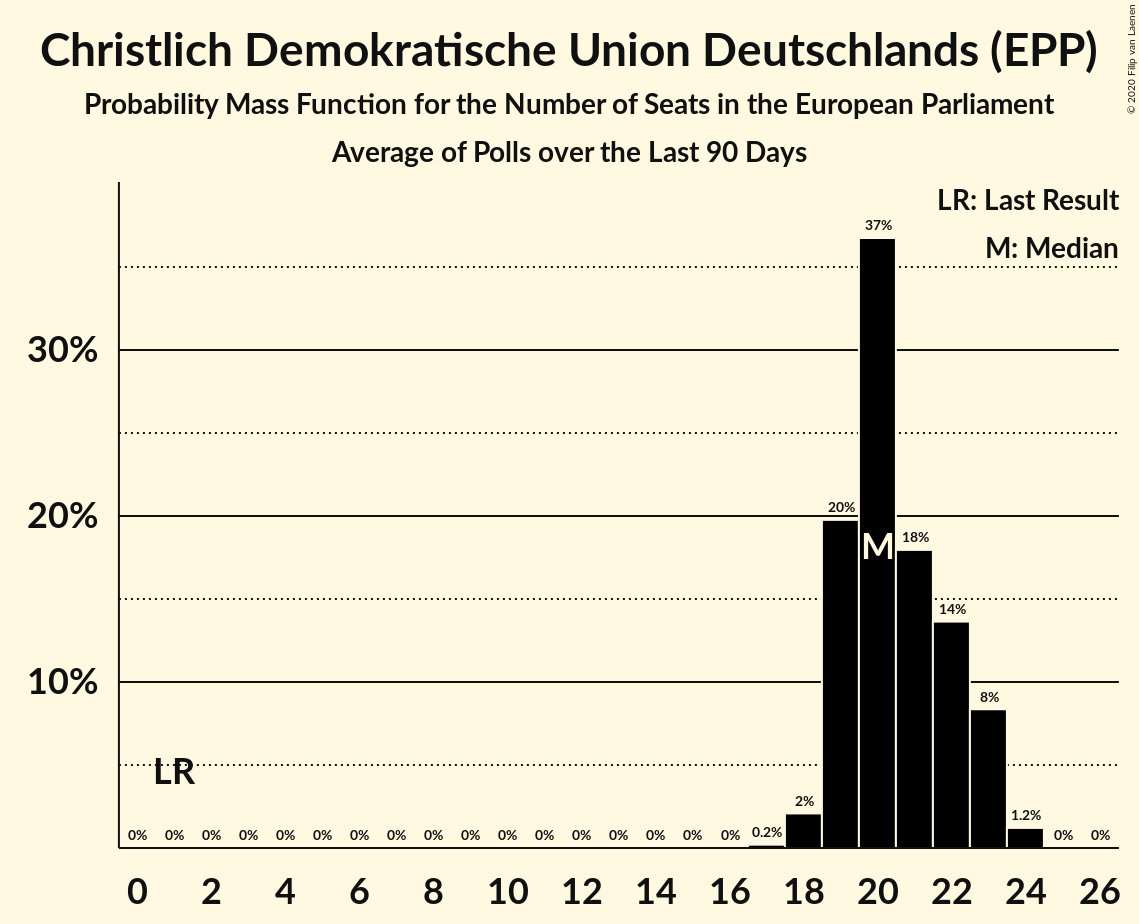 Christlich Demokratische Union Deutschlands (EPP)
Probability Mass Function for the Number of Seats in the European Parliament
Average of Polls over the Last 90 Days
© 2020 Filip van Laenen
LR: Last Result
M: Median
37%
30%
20%
20%
M
18%
14%
10%
8%
LR
2%
1.2%
0% 0% 0% 0% 0% 0% 0% 0% 0% 0% 0% 0% 0% 0% 0% 0% 0% 0.2% 0% 0%
0 2 4 6 8 10 12 14 16 18 20 22 24 26